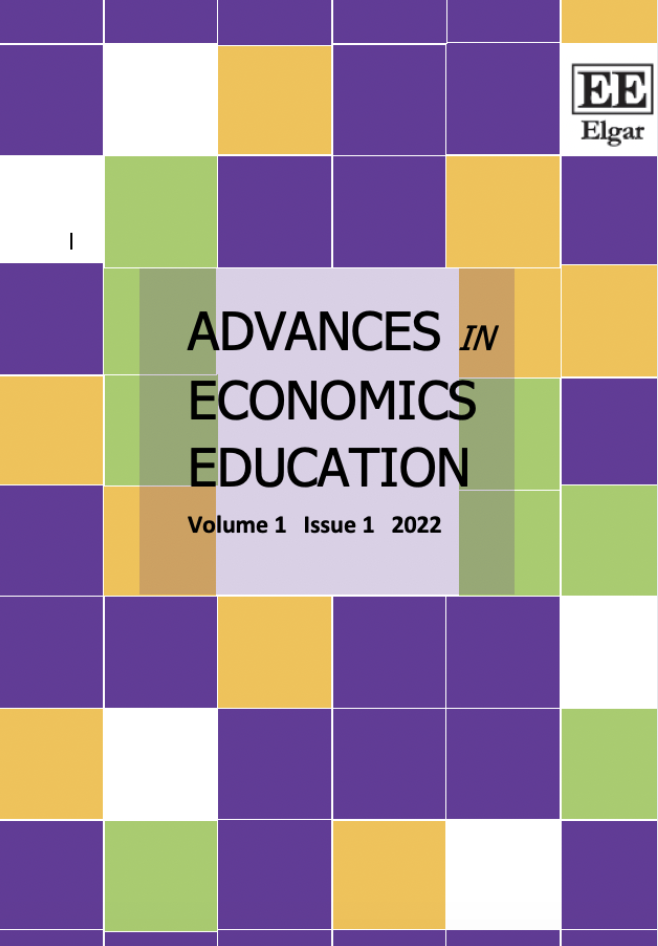 EE
Elgar
ADVANCES IN
ECONOMICS
EDUCATION
Volume 1 Issue 1 2022